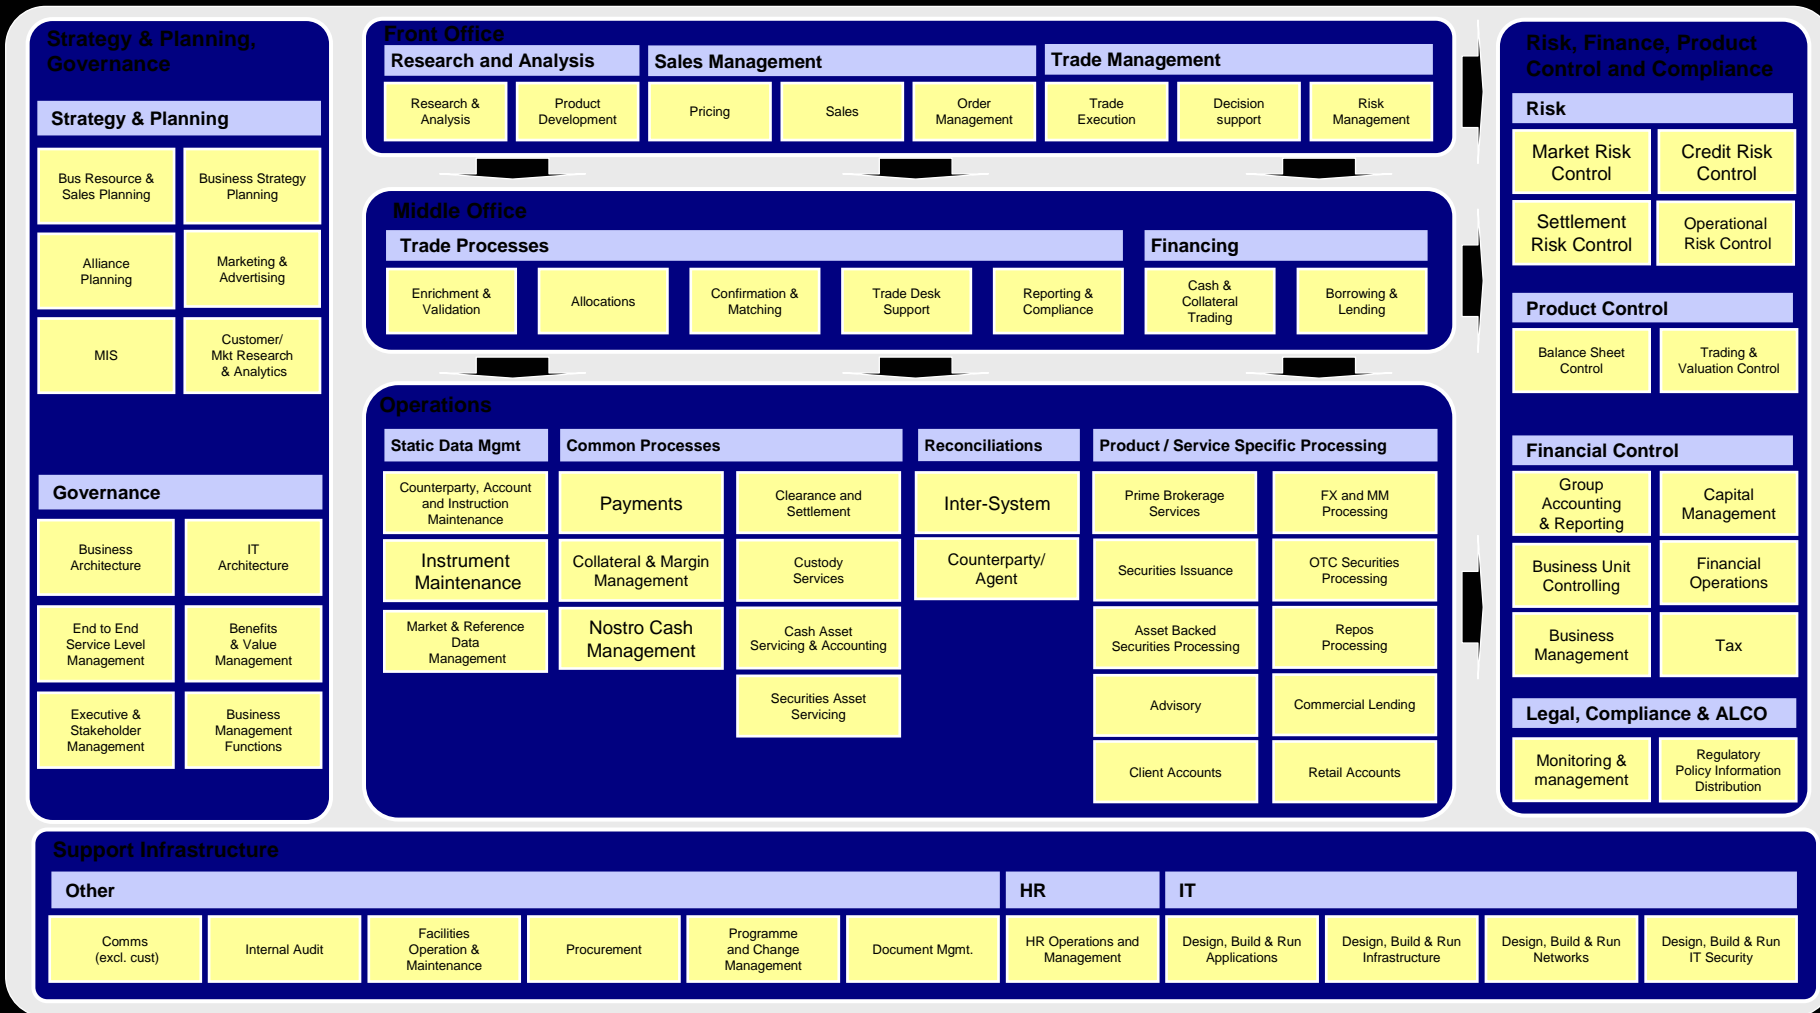 Strategy & Planning,
Governance
Strategy & Planning
Bus Resource &
Sales Planning
Business Strategy
Planning
Alliance
Planning
Marketing &
Advertising
MIS
Customer/
Mkt Research
& Analytics
Governance
Business
Architecture
IT
Architecture
End to End
Service Level
Management
Benefits
& Value
Management
Executive &
Stakeholder
Management
Business
Management
Functions
Front Office
Research and Analysis
Sales Management
Trade Management
Research &
Analysis
Product
Development
Pricing
Sales
Order
Management
Trade
Execution
Decision
support
Risk
Management
Middle Office
Trade Processes
Financing
Enrichment &
Validation
Allocations
Confirmation &
Matching
Trade Desk
Support
Reporting &
Compliance
Cash &
Collateral
Trading
Borrowing &
Lending
Operations
Static Data Mgmt
Common Processes
Reconciliations
Product / Service Specific Processing
Counterparty, Account
and Instruction
Maintenance
Payments
Clearance and
Settlement
Inter-System
Prime Brokerage
Services
FX and MM
Processing
Instrument
Maintenance
Collateral & Margin
Management
Custody
Services
Counterparty/
Agent
Securities Issuance
OTC Securities
Processing
Market & Reference
Data
Management
Nostro Cash
Management
Cash Asset
Servicing & Accounting
Asset Backed
Securities Processing
Repos
Processing
Securities Asset
Servicing
Advisory
Commercial Lending
Client Accounts
Retail Accounts
Risk, Finance, Product
Control and Compliance
Risk
Market Risk
Control
Credit Risk
Control
Settlement
Risk Control
Operational
Risk Control
Product Control
Balance Sheet
Control
Trading &
Valuation Control
Financial Control
Group
Accounting
& Reporting
Capital
Management
Business Unit
Controlling
Financial
Operations
Business
Management
Tax
Legal, Compliance & ALCO
Monitoring &
management
Regulatory
Policy Information
Distribution
Support Infrastructure
Other
HR
IT
Comms
(excl. cust)
Internal Audit
Facilities
Operation &
Maintenance
Procurement
Programme
and Change
Management
Document Mgmt.
HR Operations and
Management
Design, Build & Run
Applications
Design, Build & Run
Infrastructure
Design, Build & Run
Networks
Design, Build & Run
IT Security